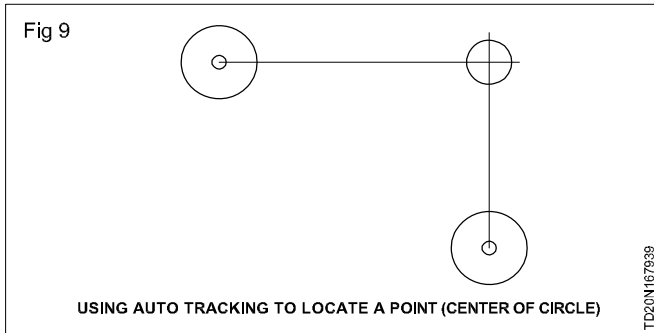 Fig 9
USING AUTO TRACKING TO LOCATE A POINT (CENTER OF CIRCLE)
TD20N167939